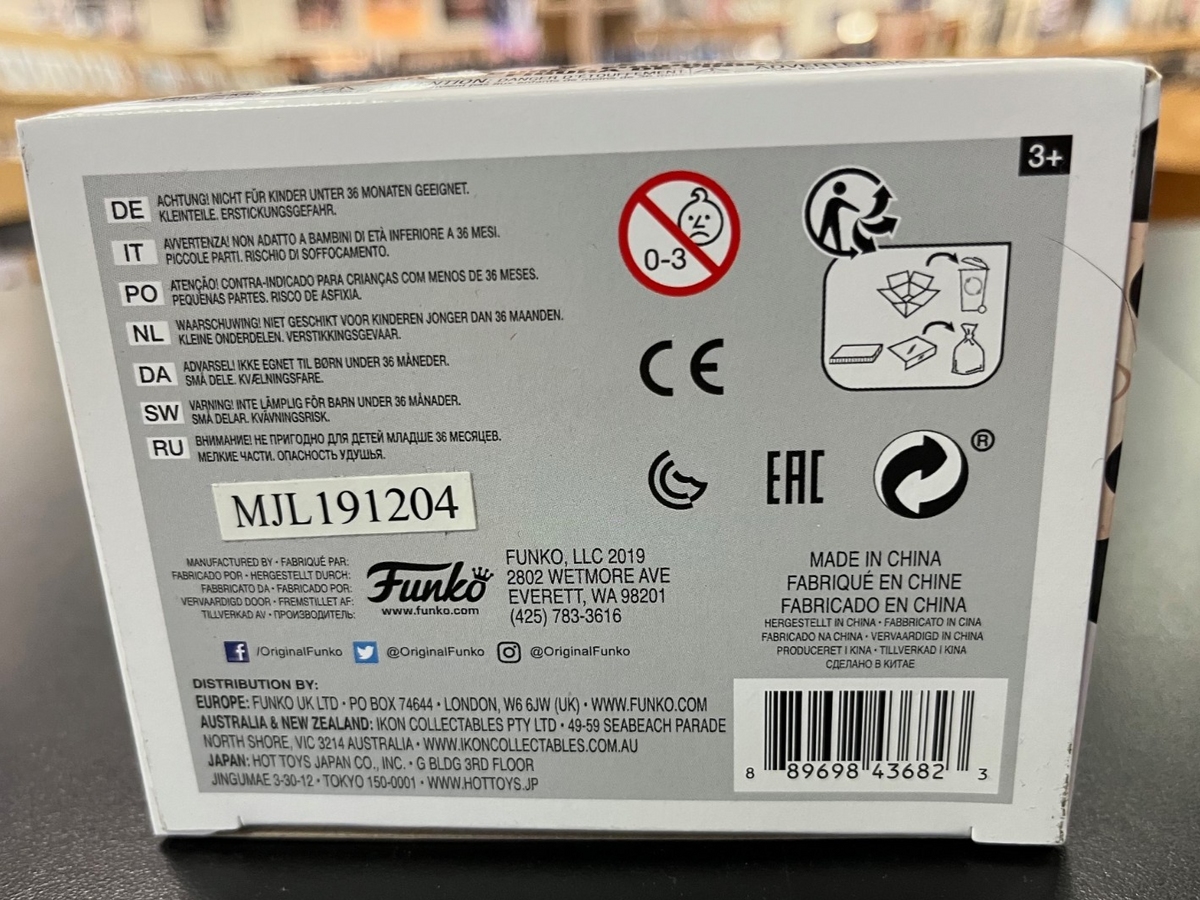 DANGER D'ÉTOUFFEMENT
3+
DE ACHTUNG! NICHT FÜR KINDER UNTER 36 MONATEN GEEIGNET.
KLEINTEILE. ERSTICKUNGSGEFAHR.
IT AVVERTENZA! NON ADATTO A BAMBINI DI ETÀ INFERIORE A 36 MESI.
PICCOLE PARTI. RISCHIO DI SOFFOCAMENTO.
PO ATENÇÃO! CONTRA-INDICADO PARA CRIANÇAS COM MENOS DE 36 MESES.
PEQUENAS PARTES. RISCO DE ASFIXIA.
NL WAARSCHUWING! NIET GESCHIKT VOOR KINDEREN JONGER DAN 36 MAANDEN.
KLEINE ONDERDELEN. VERSTIKKINGSGEVAAR.
DA ADVARSEL! IKKE EGNET TIL BØRN UNDER 36 MÅNEDER.
SMÅ DELE. KVÆLNINGSFARE.
SW VARNING! INTE LÄMPLIG FÖR BARN UNDER 36 MÅNADER.
SMÅ DELAR. KVÄVNINGSRISK.
RU ВНИМАНИЕ! НЕ ПРИГОДНО ДЛЯ ДЕТЕЙ МЛАДШЕ 36 МЕСЯЦЕВ.
МЕЛКИЕ ЧАСТИ. ОПАСНОСТЬ УДУШЬЯ.
0-3
CE
EAC
®
MJL191204
MANUFACTURED BY • FABRIQUÉ PAR:
FABRICADO POR • HERGESTELLT DURCH:
FABBRICATO DA • FABRICADO POR:
VERVAARDIGD DOOR • FREMSTILLET AF:
TILLVERKAD AV • ПРОИЗВОДИТЕЛЬ:
Funko
www.funko.com
FUNKO, LLC 2019
2802 WETMORE AVE
EVERETT, WA 98201
(425) 783-3616
MADE IN CHINA
FABRIQUÉ EN CHINE
FABRICADO EN CHINA
HERGESTELLT IN CHINA • FABBRICATO IN CINA
FABRICADO NA CHINA • VERVAARDIGD IN CHINA
PRODUCERET I KINA • TILLVERKAD I KINA
СДЕЛАНО В КИТАЕ
/OriginalFunko @OriginalFunko @OriginalFunko
DISTRIBUTION BY:
EUROPE: FUNKO UK LTD • PO BOX 74644 • LONDON, W6 6JW (UK) • WWW.FUNKO.COM
AUSTRALIA & NEW ZEALAND: IKON COLLECTABLES PTY LTD • 49-59 SEABEACH PARADE
NORTH SHORE, VIC 3214 AUSTRALIA • WWW.IKONCOLLECTABLES.COM.AU
JAPAN: HOT TOYS JAPAN CO., INC. • G BLDG 3RD FLOOR
JINGUMAE 3-30-12 • TOKYO 150-0001 • WWW.HOTTOYS.JP
8 89698 43682 3